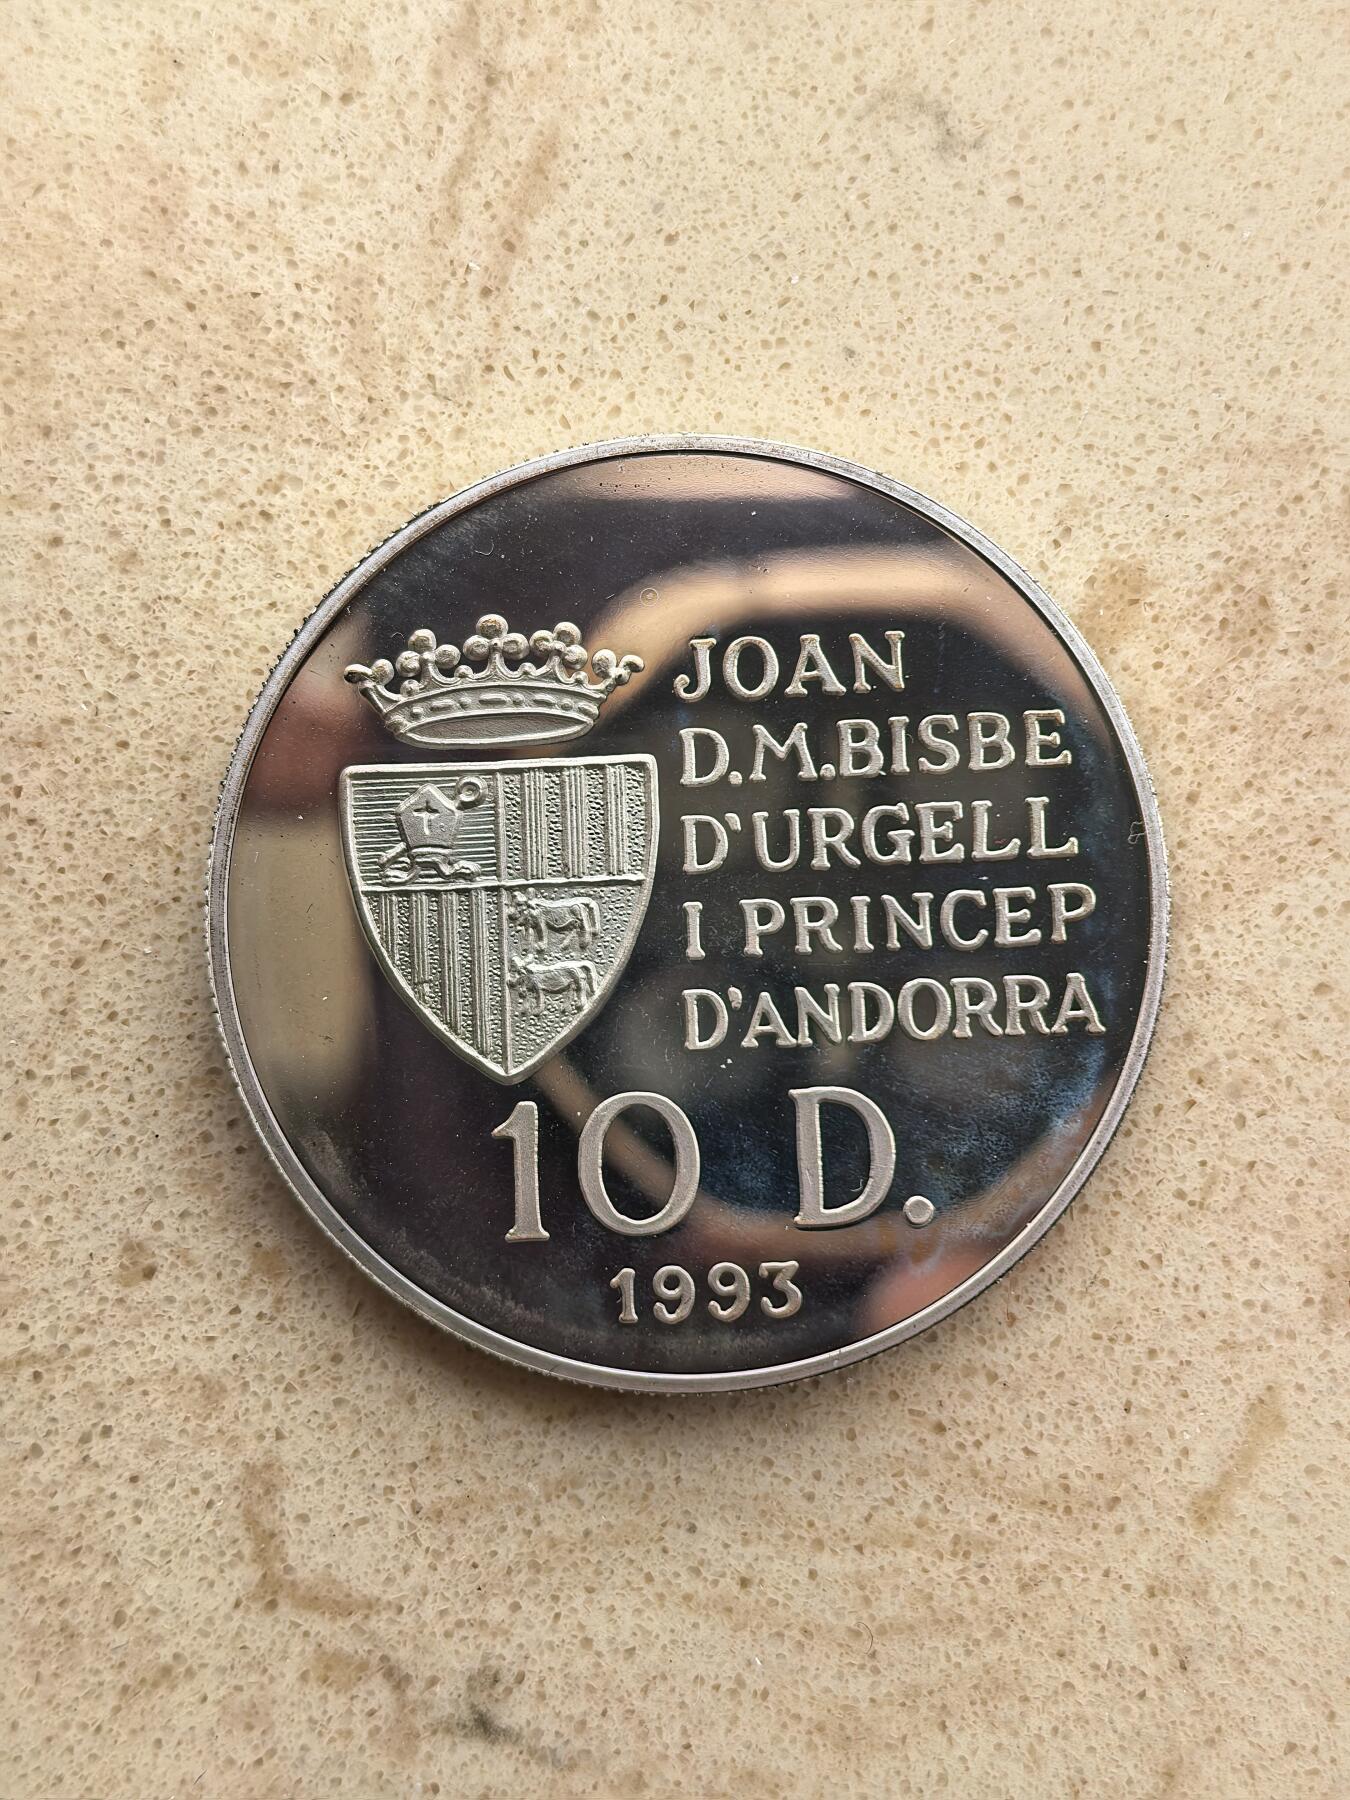 JOAN
D.M.BISBE
D'URGELL
I PRINCEP
D'ANDORRA
10 D.
1993